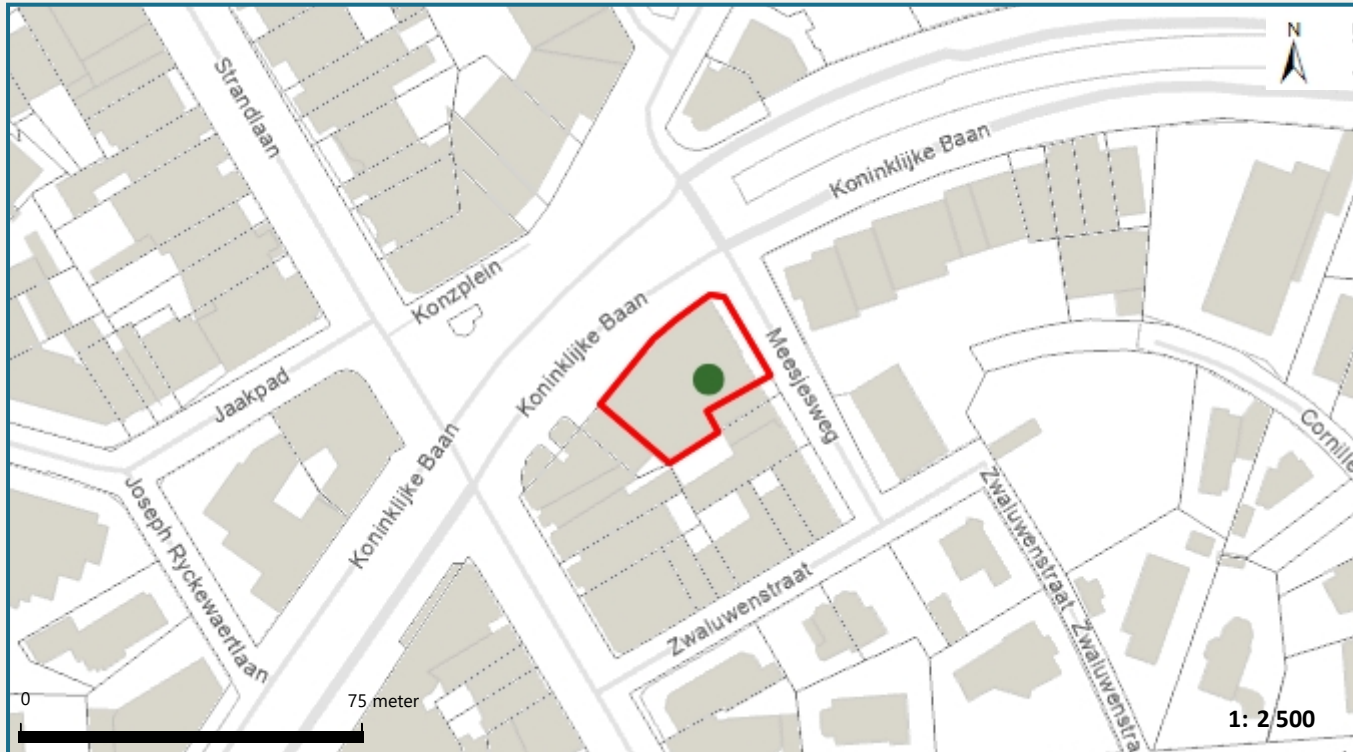 N
Strandlaan
Koninklijke Baan
Konzplein
Koninklijke Baan
Meesjesweg
Jaakpad
Koninklijke Baan
Cornille
Joseph Ryckewaertlaan
Zwaluwenstraat
Zwaluwenstraat
Zwaluwenstra
0
75 meter
1: 2 500